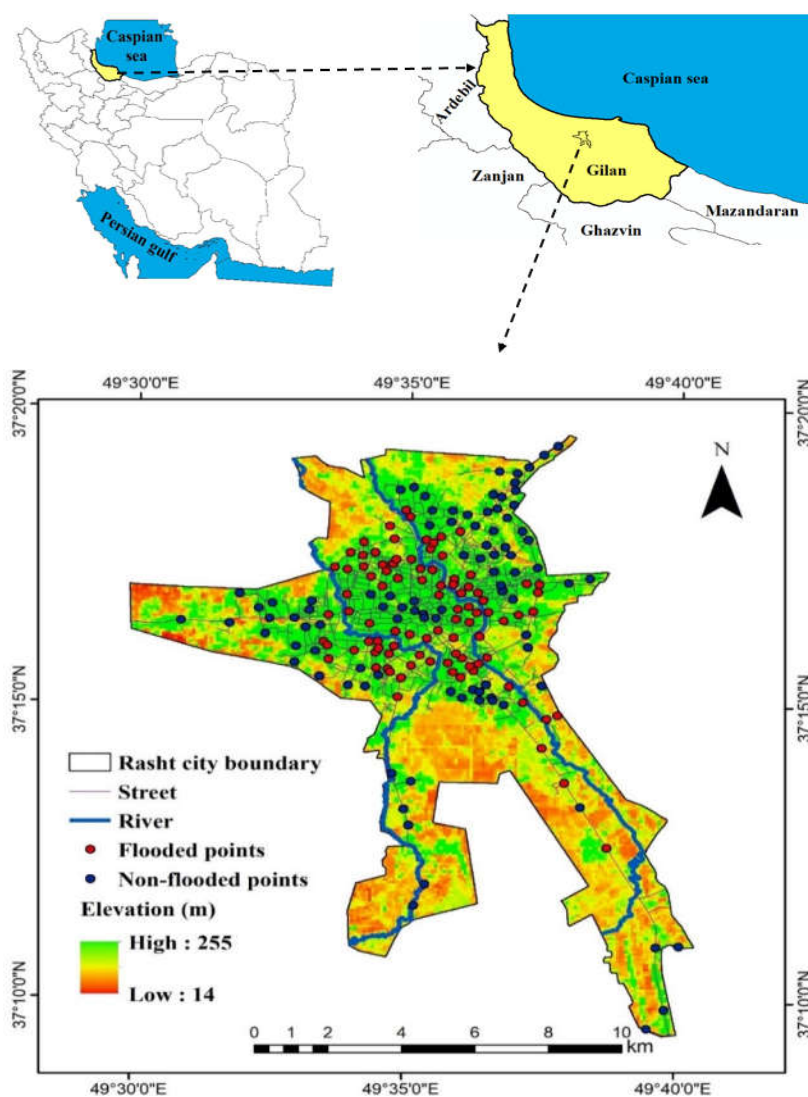 Caspian
sea
Persian gulf
Caspian sea
Ardebil
Zanjan
Gilan
Mazandaran
Ghazvin
49°30'0"E
49°35'0"E
49°40'0"E
37°20'0"N
37°20'0"N
N
37°15'0"N
37°15'0"N
Rasht city boundary
Street
River
Flooded points
Non-flooded points
Elevation (m)
High : 255
Low : 14
37°10'0"N
37°10'0"N
0 1 2 4 6 8 10
km
49°30'0"E
49°35'0"E
49°40'0"E